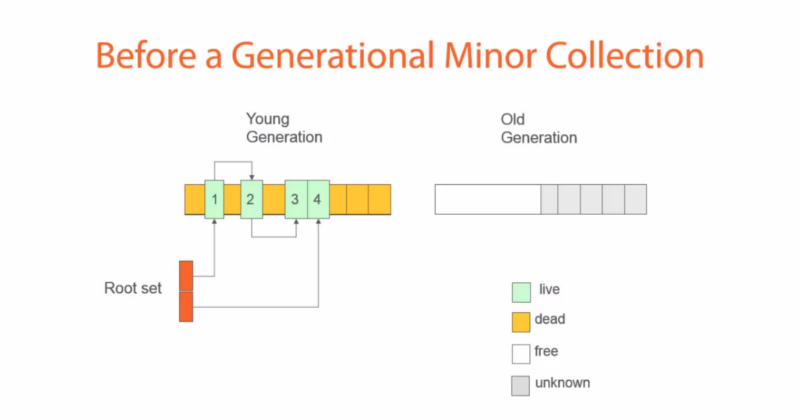 Before a Generational Minor Collection
Young
Generation
Old
Generation
1
2
3
4
Root set
live
dead
free
unknown